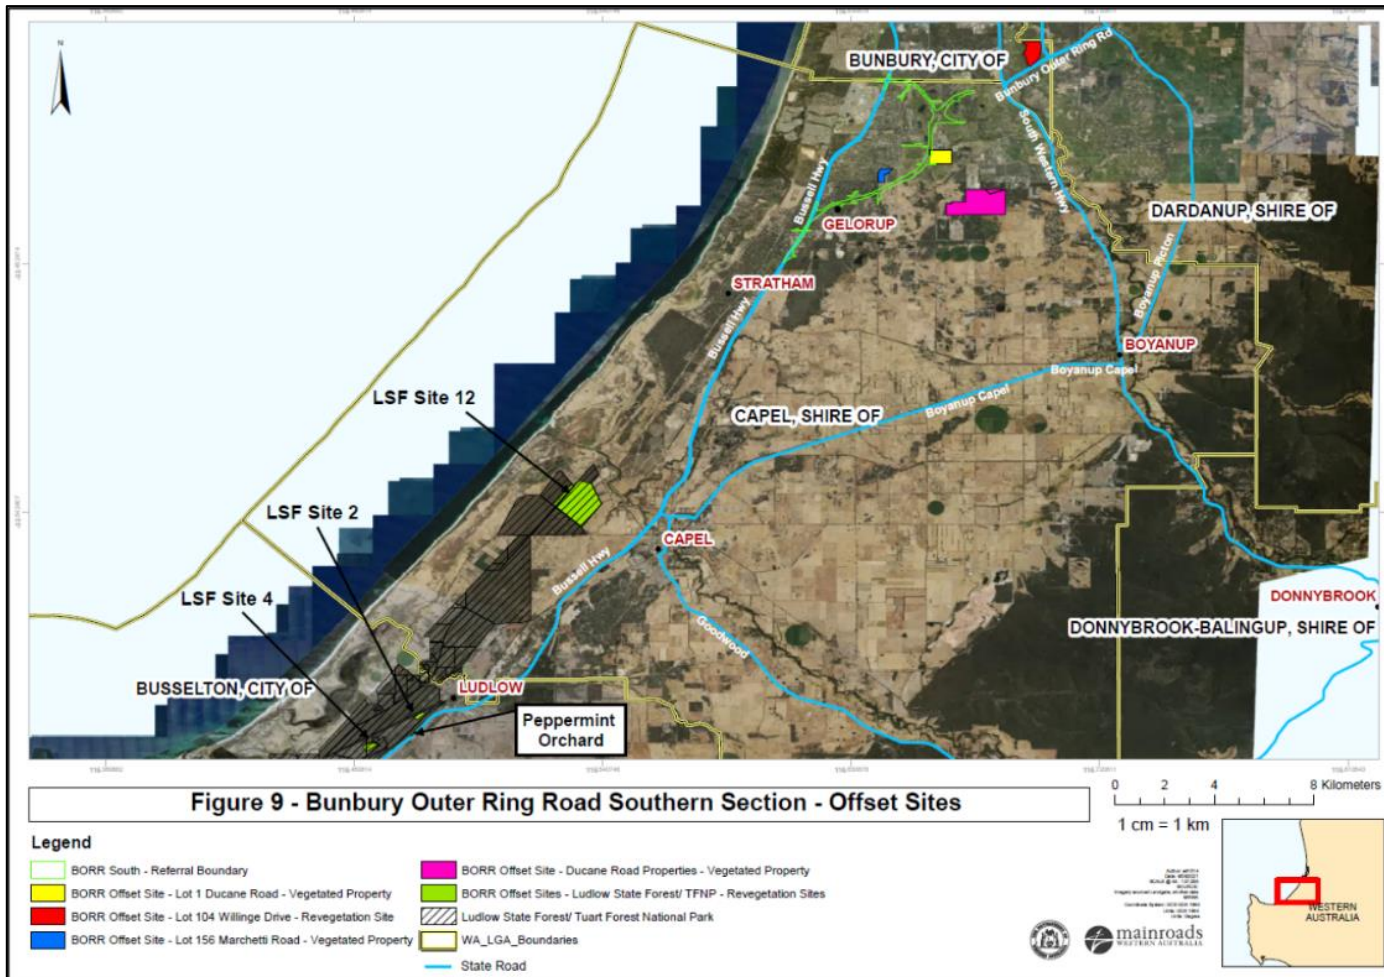 N
BUNBURY, CITY OF
Bunbury Outer Ring Rd
South Western Hwy
Bussell Hwy
GELORUP
DARDANUP, SHIRE OF
Boyanup Picton
STRATHAM
Bussell Hwy
BOYANUP
Boyanup Capel
Boyanup Capel
LSF Site 12
CAPEL, SHIRE OF
LSF Site 2
CAPEL
Bussell Hwy
LSF Site 4
DONNYBROOK
Goodwood
DONNYBROOK-BALINGUP, SHIRE OF
BUSSELTON, CITY OF
LUDLOW
Peppermint
Orchard
Figure 9 - Bunbury Outer Ring Road Southern Section - Offset Sites
0 2 4 8 Kilometers
1 cm = 1 km
Legend
BORR South - Referral Boundary
BORR Offset Site - Lot 1 Ducane Road - Vegetated Property
BORR Offset Site - Lot 104 Willinge Drive - Revegetation Site
BORR Offset Site - Lot 156 Marchetti Road - Vegetated Property
BORR Offset Site - Ducane Road Properties - Vegetated Property
BORR Offset Sites - Ludlow State Forest/ TFNP - Revegetation Sites
Ludlow State Forest/ Tuart Forest National Park
WA_LGA_Boundaries
State Road
mainroads
WESTERN AUSTRALIA
WESTERN
AUSTRALIA